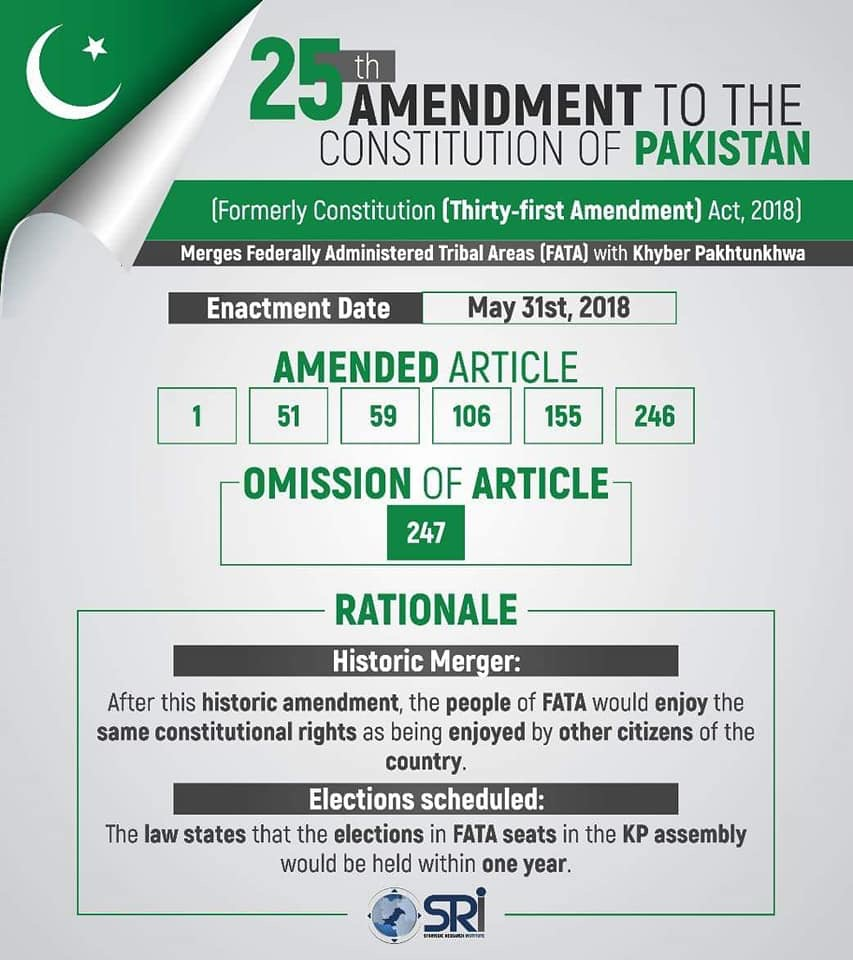 25th
AMENDMENT TO THE
CONSTITUTION OF PAKISTAN
(Formerly Constitution (Thirty-first Amendment) Act, 2018)
Merges Federally Administered Tribal Areas (FATA) with Khyber Pakhtunkhwa
Enactment Date May 31st, 2018
AMENDED ARTICLE
1 51 59 106 155 246
OMISSION OF ARTICLE
247
RATIONALE
Historic Merger:
After this historic amendment, the people of FATA would enjoy the
same constitutional rights as being enjoyed by other citizens of the
country.
Elections scheduled:
The law states that the elections in FATA seats in the KP assembly
would be held within one year.
SRi
STRATEGIC RESEARCH INSTITUTE